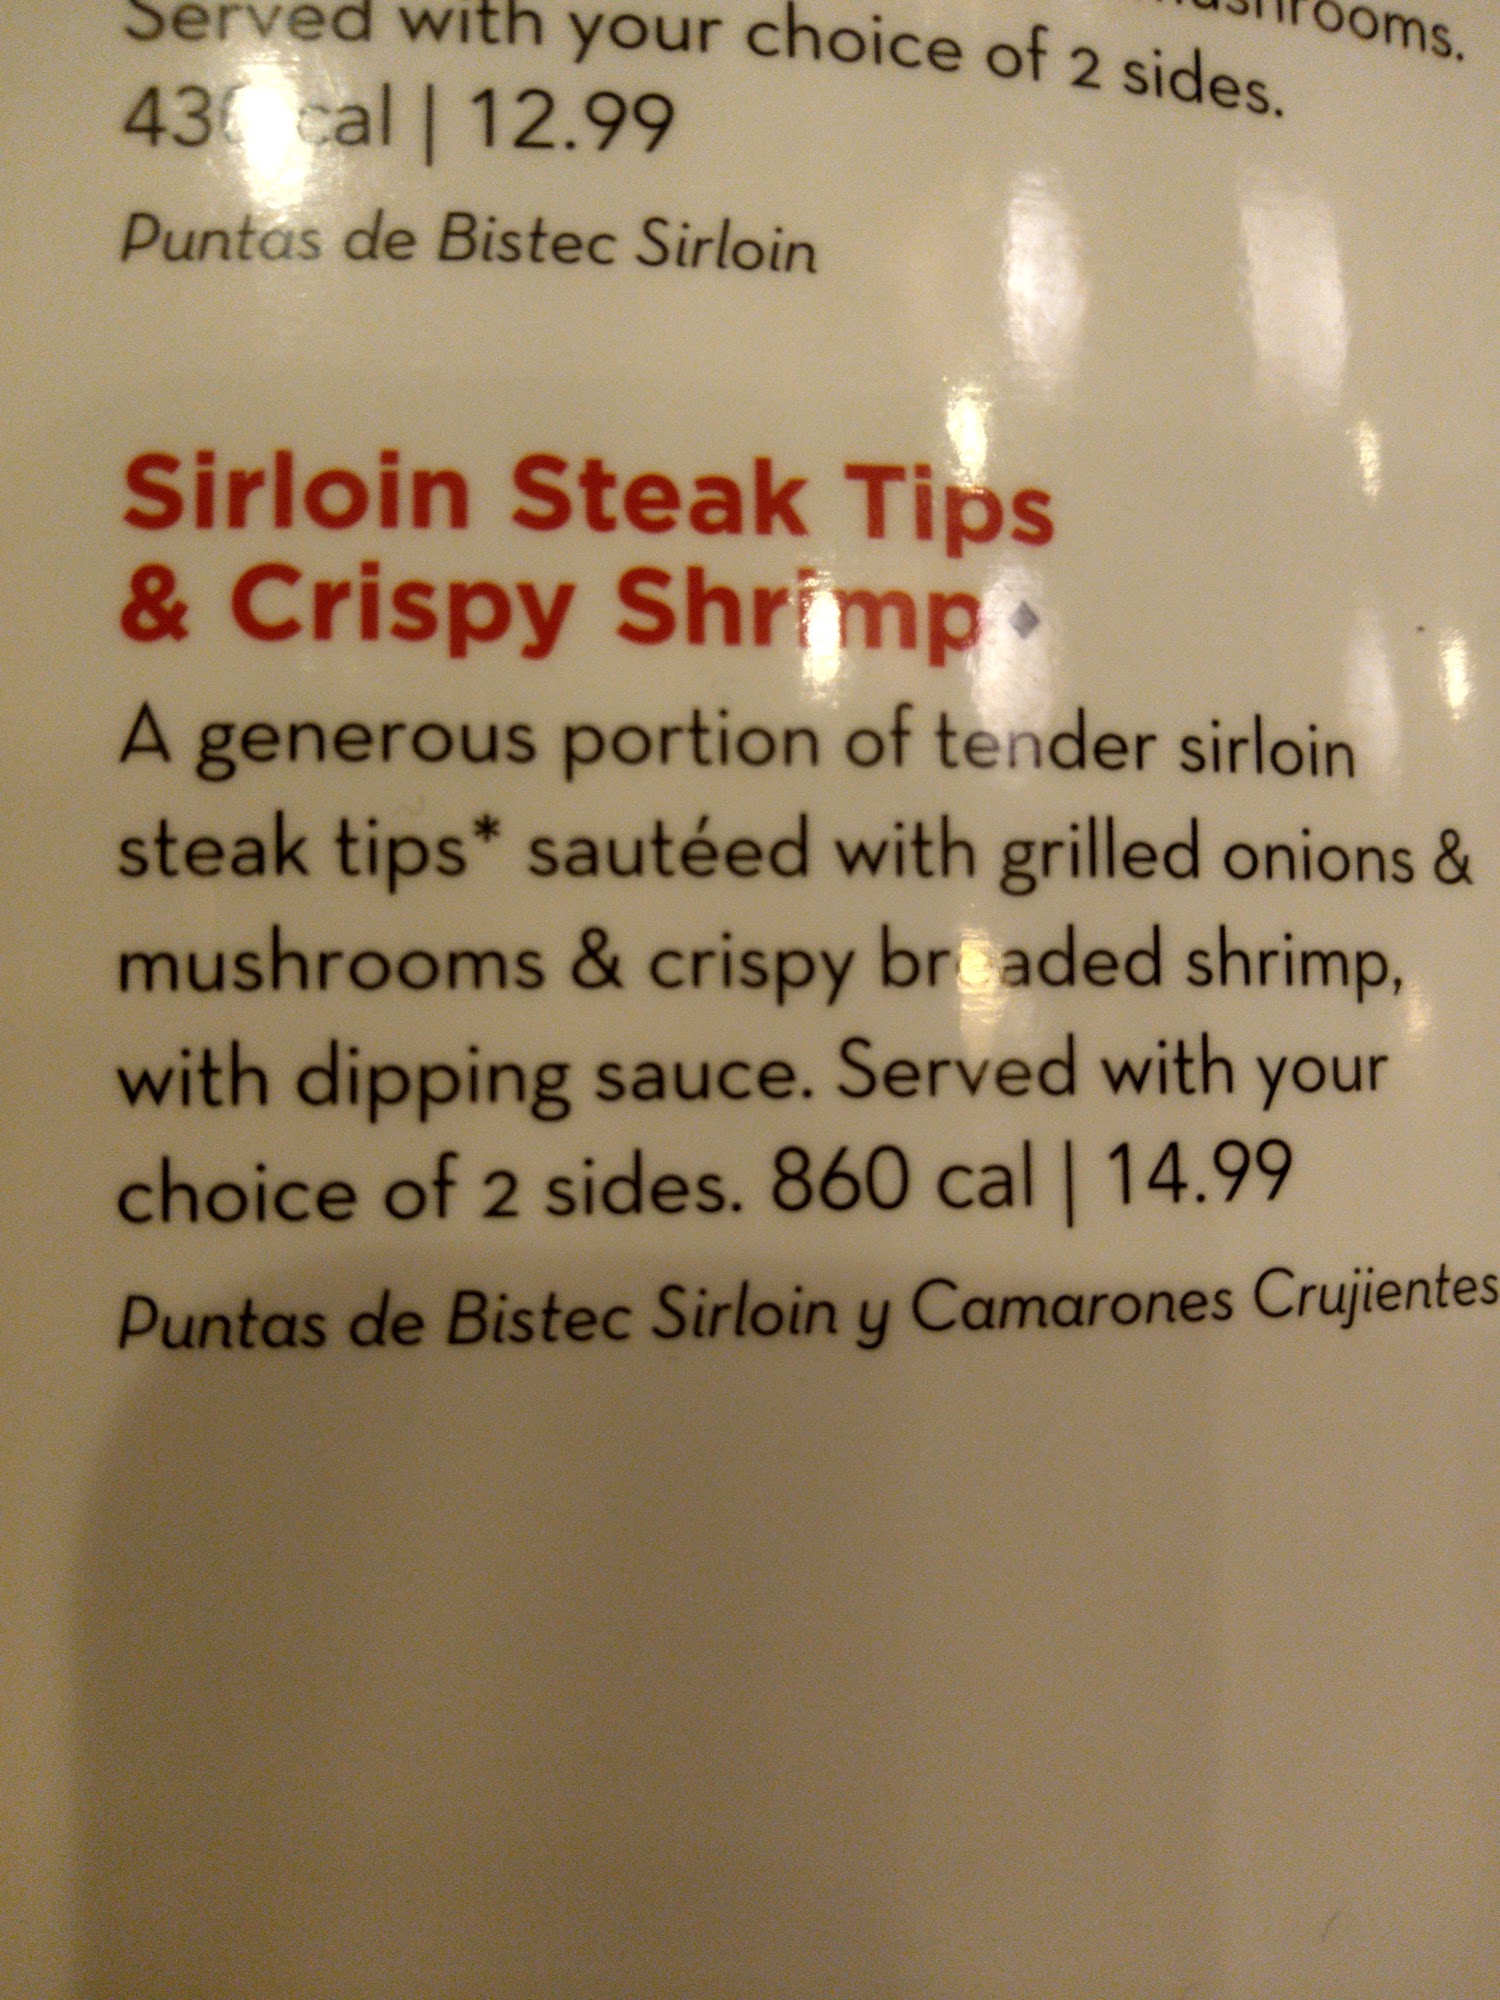 Served with your choice of 2 sides.
cal | 12.99
Puntas de Bistec Sirloin
Sirloin Steak Tips
& Crispy Shrimp ◆
A generous portion of tender sirloin
steak tips* sautéed with grilled onions &
mushrooms & crispy breaded shrimp,
with dipping sauce. Served with your
choice of 2 sides. 860 cal | 14.99
Puntas de Bistec Sirloin y Camarones Crujientes